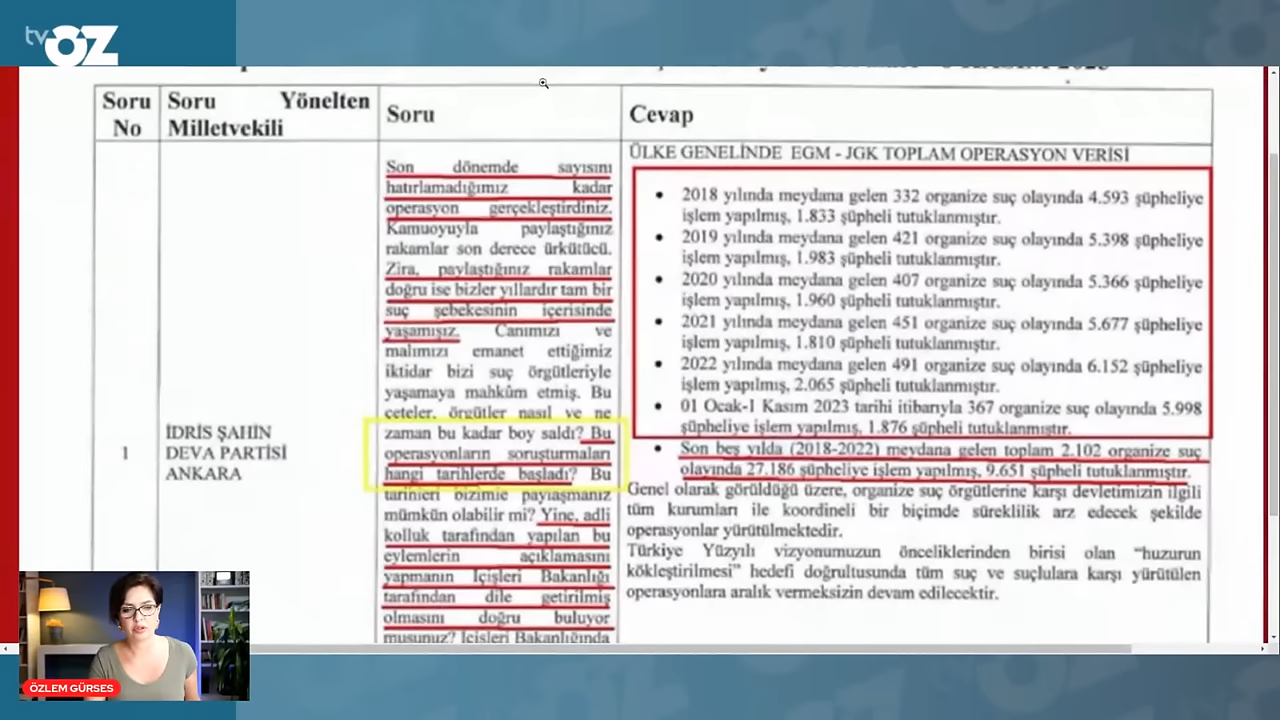 tv ÖZ
Soru No
Soru Yönelten
Milletvekili
Soru
Cevap
1
İDRİS ŞAHİN
DEVA PARTİSİ
ANKARA
Son dönemde sayısını
hatırlamadığımız kadar
operasyon gerçekleştirdiniz.
Kamuoyuyla paylaştığınız
rakamlar son derece ürkütücü.
Zira, paylaştığınız rakamlar
doğru ise bizler yıllardır tam bir
suç şebekesinin içerisinde
yaşamışız. Canımızı ve
malımızı emanet ettiğimiz
iktidar bizi suç örgütleriyle
yaşamaya mahkûm etmiş. Bu
çeteler, örgütler nasıl ve ne
zaman bu kadar boy saldı? Bu
operasyonların soruşturmaları
hangi tarihlerde başladı? Bu
tarihleri bizimle paylaşmanız
mümkün olabilir mi? Yine, adli
kolluk tarafından yapılan bu
eylemlerin açıklamasını
yapmanın İçişleri Bakanlığı
tarafından dile getirilmiş
olmasını doğru buluyor
musunuz? İçişleri Bakanlığında
ÜLKE GENELİNDE EGM - JGK TOPLAM OPERASYON VERİSİ
• 2018 yılında meydana gelen 332 organize suç olayında 4.593 şüpheliye
işlem yapılmış, 1.833 şüpheli tutuklanmıştır.
• 2019 yılında meydana gelen 421 organize suç olayında 5.398 şüpheliye
işlem yapılmış, 1.983 şüpheli tutuklanmıştır.
• 2020 yılında meydana gelen 407 organize suç olayında 5.366 şüpheliye
işlem yapılmış, 1.960 şüpheli tutuklanmıştır.
• 2021 yılında meydana gelen 451 organize suç olayında 5.677 şüpheliye
işlem yapılmış, 1.810 şüpheli tutuklanmıştır.
• 2022 yılında meydana gelen 491 organize suç olayında 6.152 şüpheliye
işlem yapılmış, 2.065 şüpheli tutuklanmıştır.
• 01 Ocak-1 Kasım 2023 tarihi itibarıyla 367 organize suç olayında 5.998
şüpheliye işlem yapılmış, 1.876 şüpheli tutuklanmıştır.
• Son beş yılda (2018-2022) meydana gelen toplam 2.102 organize suç
olayında 27.186 şüpheliye işlem yapılmış, 9.651 şüpheli tutuklanmıştır.
Genel olarak görüldüğü üzere, organize suç örgütlerine karşı devletimizin ilgili
tüm kurumları ile koordineli bir biçimde süreklilik arz edecek şekilde
operasyonlar yürütülmektedir.
Türkiye Yüzyılı vizyonumuzun önceliklerinden birisi olan “huzurun
kökleştirilmesi” hedefi doğrultusunda tüm suç ve suçlulara karşı yürütülen
operasyonlara aralık vermeksizin devam edilecektir.
ÖZLEM GÜRSES